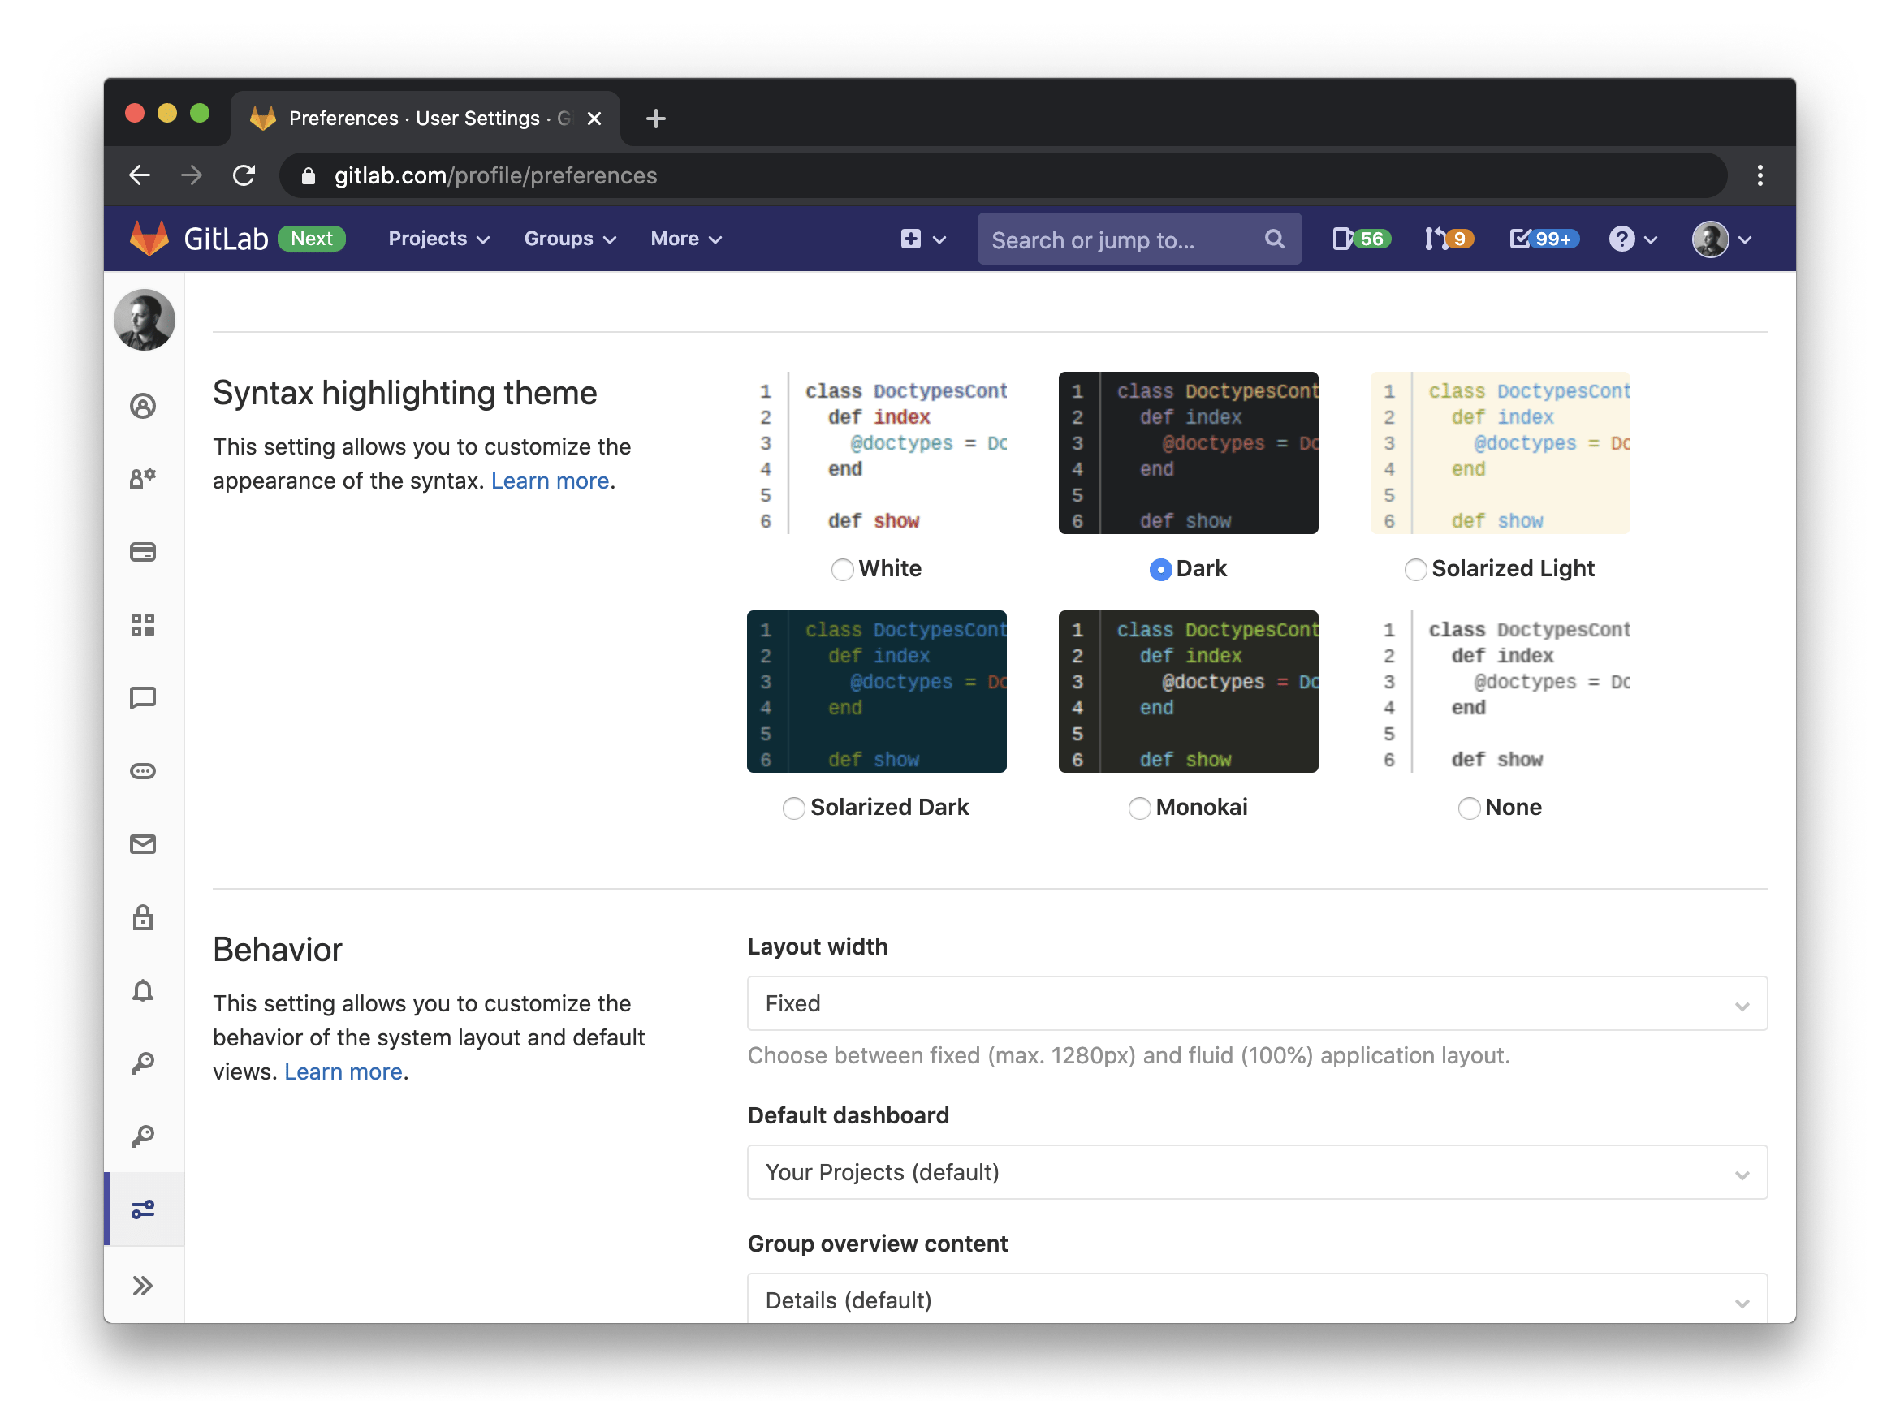 Preferences · User Settings · G
gitlab.com/profile/preferences
GitLab Next Projects Groups More Search or jump to... 56 9 99+ ?
Syntax highlighting theme
This setting allows you to customize the
appearance of the syntax. Learn more.
1 class DoctypesCont
2 def index
3 @doctypes = Dc
4 end
5
6 def show
White
1 class DoctypesCont
2 def index
3 @doctypes = Dc
4 end
5
6 def show
Dark
1 class DoctypesCont
2 def index
3 @doctypes = Dc
4 end
5
6 def show
Solarized Light
1 class DoctypesCont
2 def index
3 @doctypes = Dc
4 end
5
6 def show
Solarized Dark
1 class DoctypesCont
2 def index
3 @doctypes = Dc
4 end
5
6 def show
Monokai
1 class DoctypesCont
2 def index
3 @doctypes = Dc
4 end
5
6 def show
None
Behavior
This setting allows you to customize the
behavior of the system layout and default
views. Learn more.
Layout width
Fixed
Choose between fixed (max. 1280px) and fluid (100%) application layout.
Default dashboard
Your Projects (default)
Group overview content
Details (default)